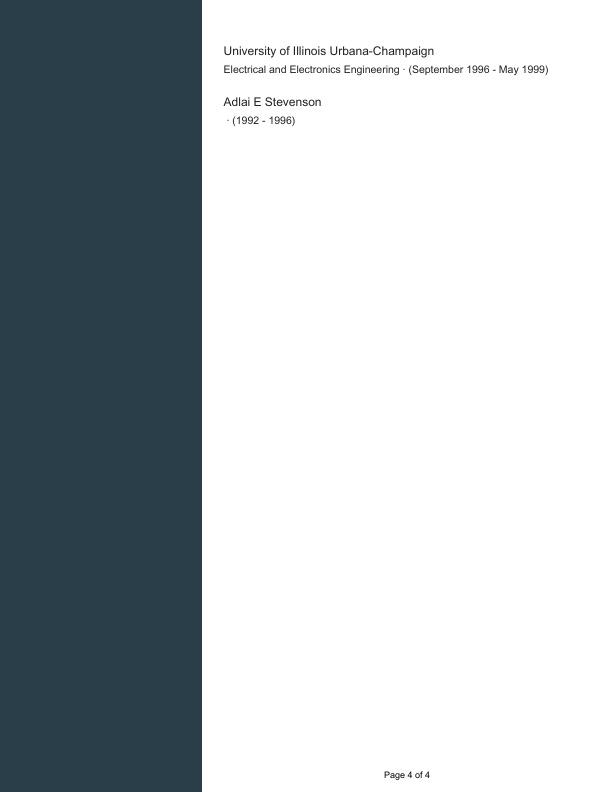 University of Illinois Urbana-Champaign
Electrical and Electronics Engineering · (September 1996 - May 1999)
Adlai E Stevenson
· (1992 - 1996)
Page 4 of 4